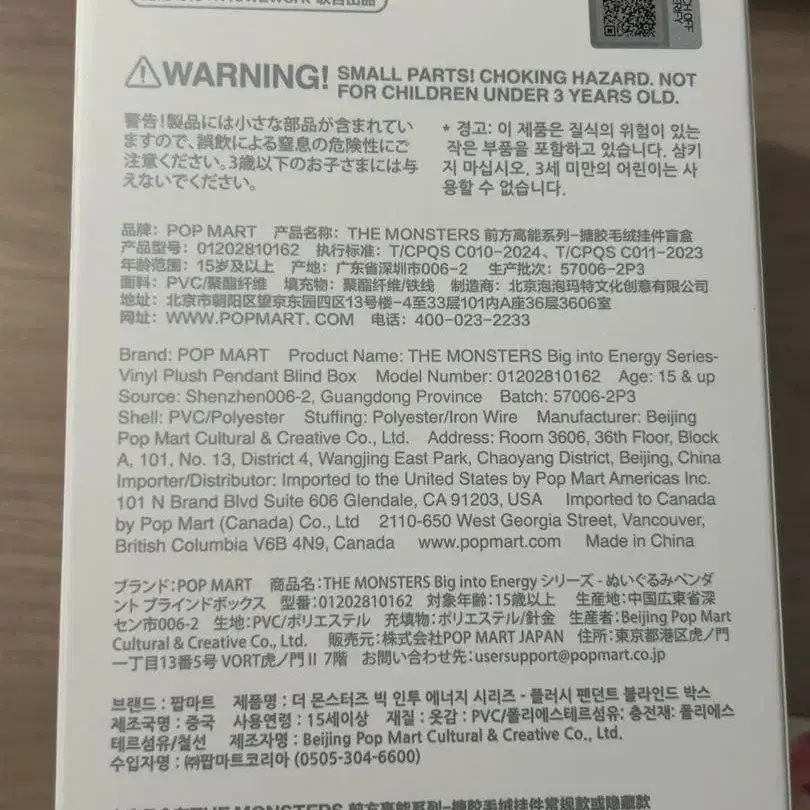 SCRATCH OFF
VERIFY
WARNING! SMALL PARTS! CHOKING HAZARD. NOT
FOR CHILDREN UNDER 3 YEARS OLD.
警告!製品には小さな部品が含まれてい
ますので、誤飲による窒息の危険性にご
注意ください。3歳以下のお子さまには与
えないでください。
* 경고: 이 제품은 질식의 위험이 있는
작은 부품을 포함하고 있습니다. 삼키
지 마십시오. 3세 미만의 어린이는 사
용할 수 없습니다.
品牌: POP MART 产品名称: THE MONSTERS 前方高能系列-搪胶毛绒挂件盲盒
产品型号: 01202810162 执行标准: T/CPQS C010-2024、T/CPQS C011-2023
年龄范围: 15岁及以上 产地: 广东省深圳市006-2 生产批次: 57006-2P3
面料: PVC/聚酯纤维 填充物: 聚酯纤维/铁线 制造商: 北京泡泡玛特文化创意有限公司
地址: 北京市朝阳区望京东园四区13号楼-4至33层101内A座36层3606室
网址: WWW.POPMART. COM 电话: 400-023-2233
Brand: POP MART Product Name: THE MONSTERS Big into Energy Series-
Vinyl Plush Pendant Blind Box Model Number: 01202810162 Age: 15 & up
Source: Shenzhen006-2, Guangdong Province Batch: 57006-2P3
Shell: PVC/Polyester Stuffing: Polyester/Iron Wire Manufacturer: Beijing
Pop Mart Cultural & Creative Co., Ltd. Address: Room 3606, 36th Floor, Block
A, 101, No. 13, District 4, Wangjing East Park, Chaoyang District, Beijing, China
Importer/Distributor: Imported to the United States by Pop Mart Americas Inc.
101 N Brand Blvd Suite 606 Glendale, CA 91203, USA Imported to Canada
by Pop Mart (Canada) Co., Ltd 2110-650 West Georgia Street, Vancouver,
British Columbia V6B 4N9, Canada www.popmart.com Made in China
ブランド:POP MART 商品名:THE MONSTERS Big into Energy シリーズ - ぬいぐるみペンダ
ント ブラインドボックス 型番:01202810162 対象年齢:15歳以上 生産地:中国広東省深
セン市006-2 生地:PVC/ポリエステル 充填物:ポリエステル/針金 生産者:Beijing Pop Mart
Cultural & Creative Co., Ltd. 販売元:株式会社POP MART JAPAN 住所:東京都港区虎ノ門
一丁目13番5号 VORT虎ノ門Ⅱ 7階 お問い合わせ先:usersupport@popmart.co.jp
브랜드 : 팝마트 제품명 : 더 몬스터즈 빅 인투 에너지 시리즈 - 플러시 펜던트 블라인드 박스
제조국명 : 중국 사용연령 : 15세이상 재질 : 옷감 : PVC/폴리에스테르섬유; 충전재: 폴리에스
테르섬유/철선 제조자명 : Beijing Pop Mart Cultural & Creative Co., Ltd.
수입자명 : ㈜팝마트코리아 (0505-304-6600)
THE MONSTERS 前方高能系列-搪胶毛绒挂件常规款或隐藏款